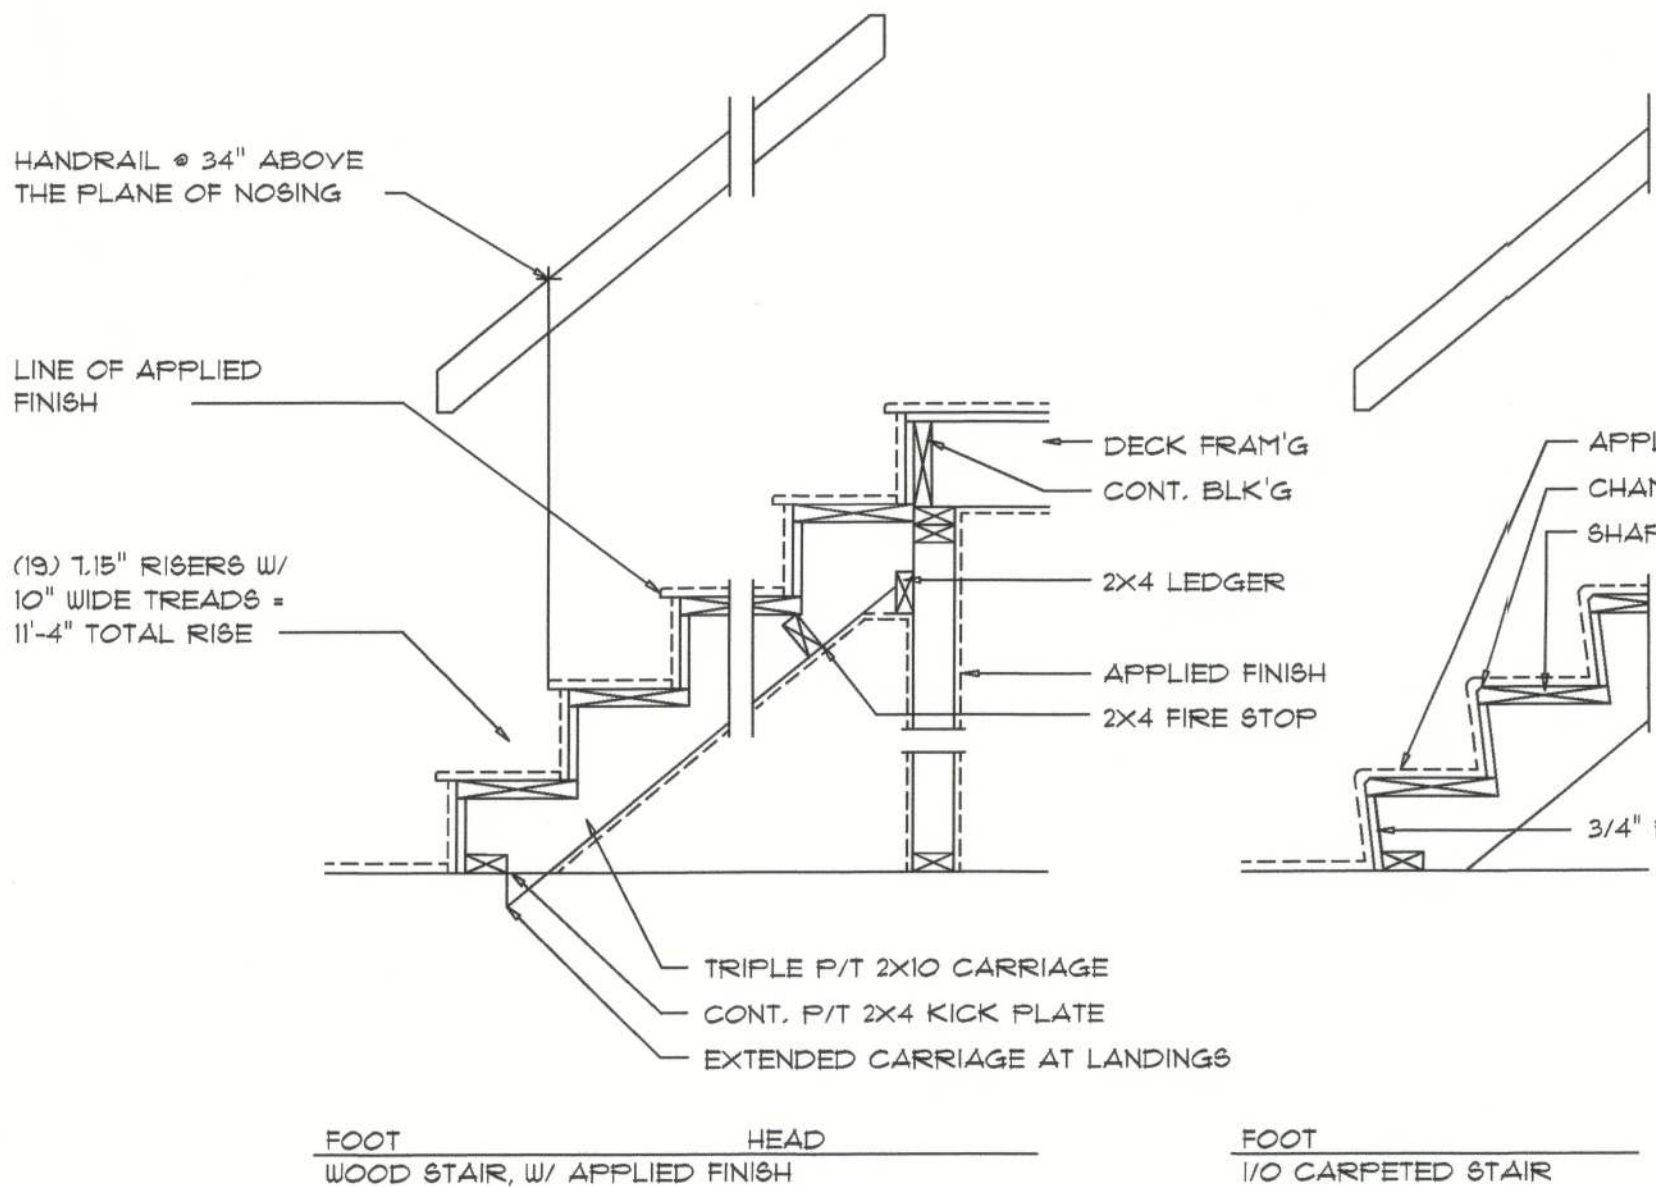 HANDRAIL @ 34" ABOVE
THE PLANE OF NOSING
LINE OF APPLIED
FINISH
(19) 7.15" RISERS W/
10" WIDE TREADS =
11'-4" TOTAL RISE
DECK FRAM'G
CONT. BLK'G
2X4 LEDGER
APPLIED FINISH
2X4 FIRE STOP
TRIPLE P/T 2X10 CARRIAGE
CONT. P/T 2X4 KICK PLATE
EXTENDED CARRIAGE AT LANDINGS
FOOT HEAD
WOOD STAIR, W/ APPLIED FINISH
3/4"
FOOT
I/O CARPETED STAIR